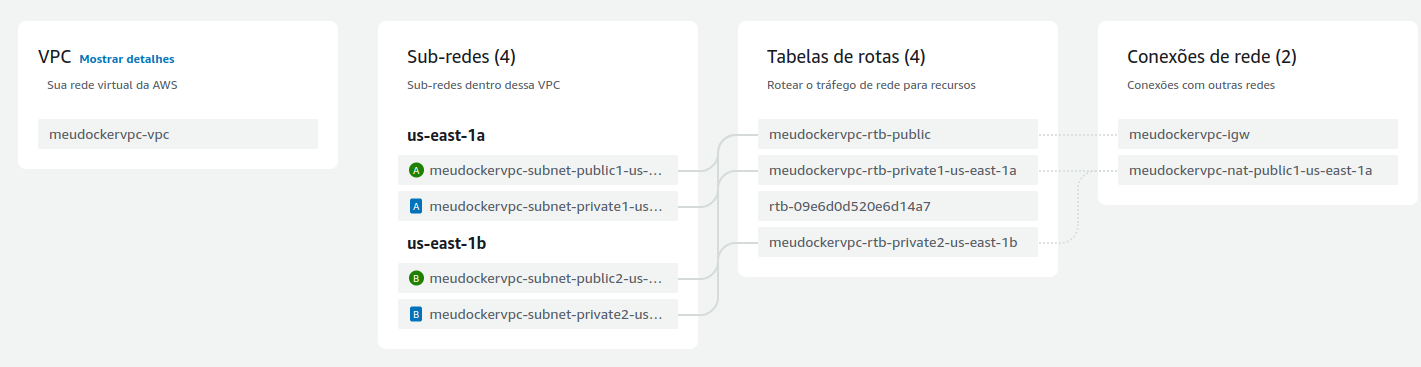 VPC Mostrar detalhes
Sua rede virtual da AWS
meudockervpc-vpc
Sub-redes (4)
Sub-redes dentro dessa VPC
us-east-1a
A meudockervpc-subnet-public1-us-...
A meudockervpc-subnet-private1-us...
us-east-1b
B meudockervpc-subnet-public2-us-...
B meudockervpc-subnet-private2-us...
Tabelas de rotas (4)
Rotear o tráfego de rede para recursos
meudockervpc-rtb-public
meudockervpc-rtb-private1-us-east-1a
rtb-09e6d0d520e6d14a7
meudockervpc-rtb-private2-us-east-1b
Conexões de rede (2)
Conexões com outras redes
meudockervpc-igw
meudockervpc-nat-public1-us-east-1a